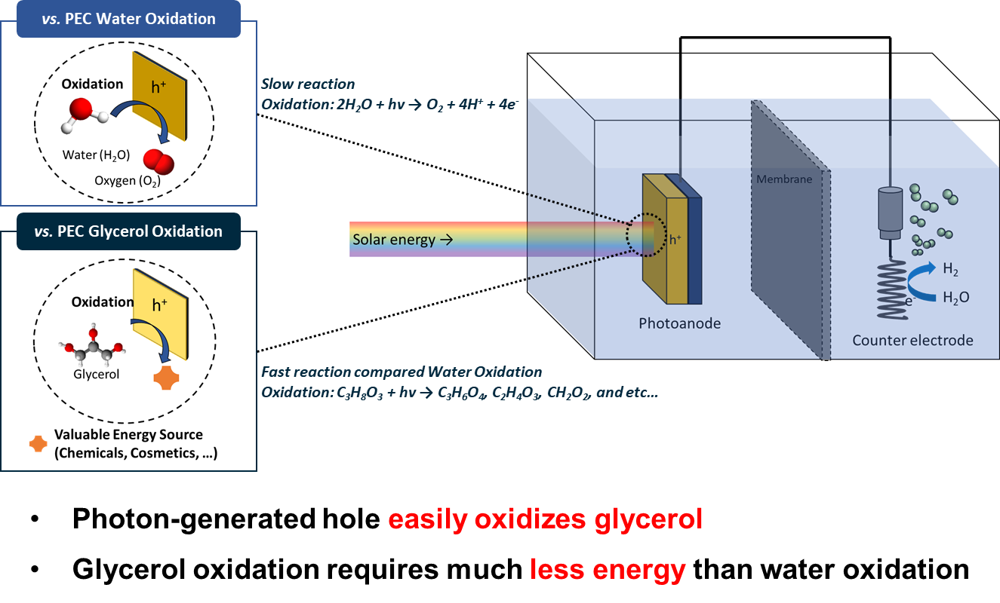 vs. PEC Water Oxidation
Oxidation
h⁺
Water (H₂O)
Oxygen (O₂)
Slow reaction
Oxidation: 2H₂O + hv → O₂ + 4H⁺ + 4e⁻
vs. PEC Glycerol Oxidation
Oxidation
h⁺
Glycerol
Valuable Energy Source
(Chemicals, Cosmetics, ...)
Fast reaction compared Water Oxidation
Oxidation: C₃H₈O₃ + hv → C₃H₆O₄, C₂H₄O₃, CH₂O₂, and etc...
Solar energy →
h⁺
Photoanode
Membrane
H₂
H₂O
e⁻
Counter electrode
• Photon-generated hole easily oxidizes glycerol
• Glycerol oxidation requires much less energy than water oxidation